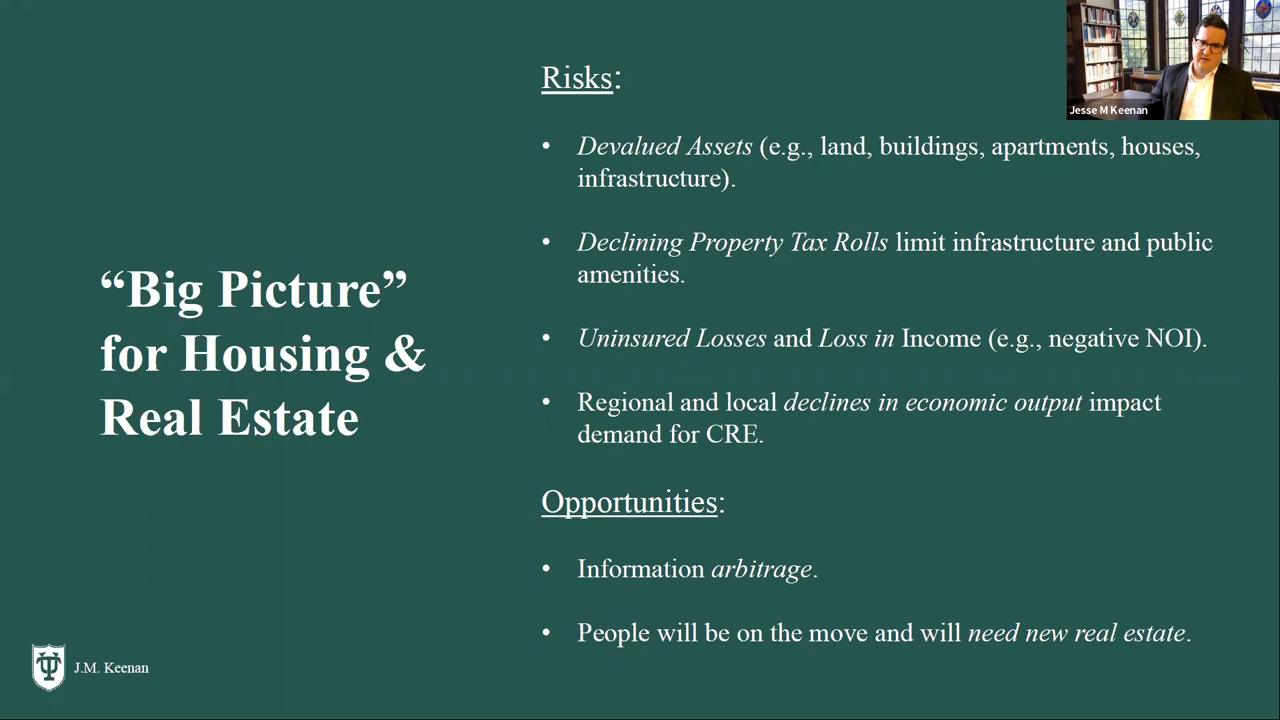 “Big Picture”
for Housing &
Real Estate
Risks:
• Devalued Assets (e.g., land, buildings, apartments, houses,
infrastructure).
• Declining Property Tax Rolls limit infrastructure and public
amenities.
• Uninsured Losses and Loss in Income (e.g., negative NOI).
• Regional and local declines in economic output impact
demand for CRE.
Opportunities:
• Information arbitrage.
• People will be on the move and will need new real estate.
J.M. Keenan
Jesse M Keenan